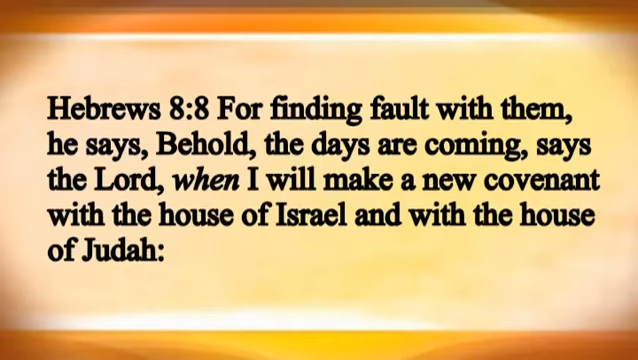 Hebrews 8:8 For finding fault with them,
he says, Behold, the days are coming, says
the Lord, when I will make a new covenant
with the house of Israel and with the house
of Judah: